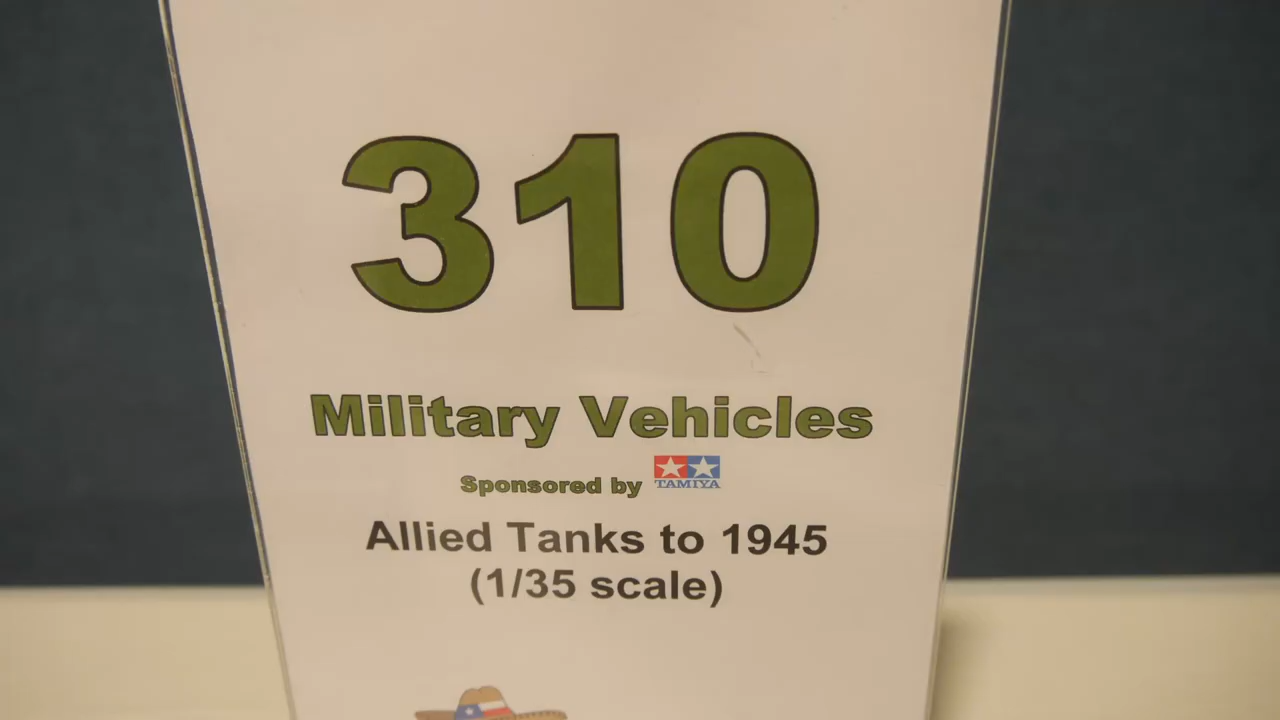 310
Military Vehicles
Sponsored by TAMIYA
Allied Tanks to 1945
(1/35 scale)